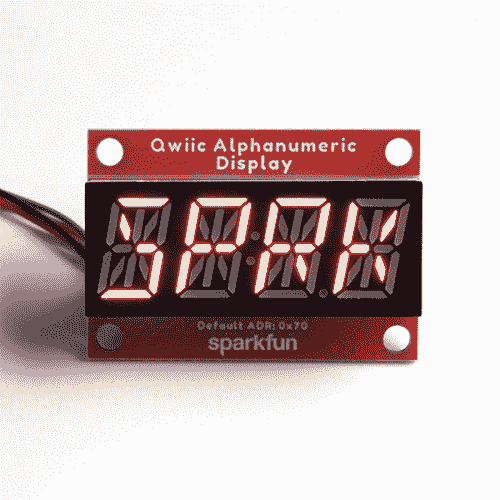 Qwiic Alphanumeric
Display
SPRK
Default ADR: 0x70
sparkfun